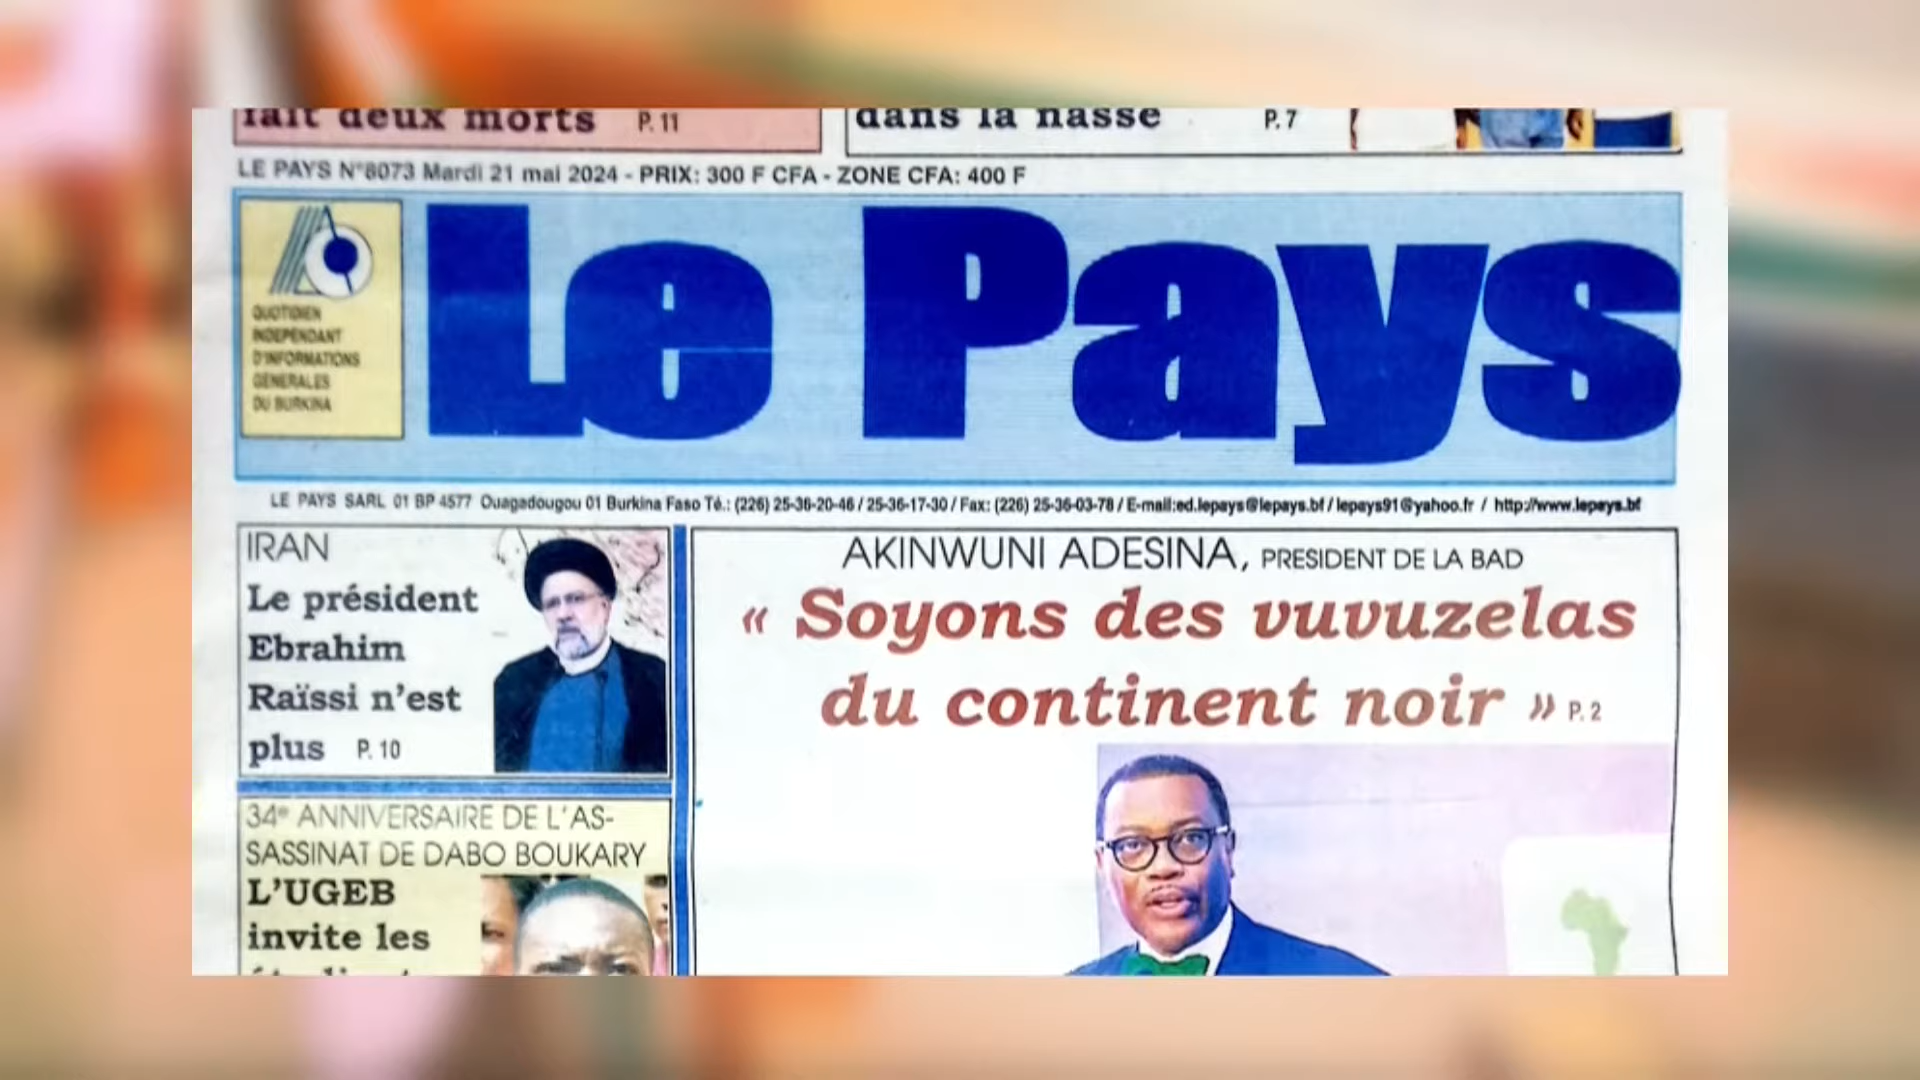 fait deux morts P. 11
dans la nasse P. 7
LE PAYS N°8073 Mardi 21 mai 2024 - PRIX: 300 F CFA - ZONE CFA: 400 F
QUOTIDIEN
INDEPENDANT
D'INFORMATIONS
GENERALES
DU BURKINA
Le Pays
LE PAYS SARL 01 BP 4577 Ouagadougou 01 Burkina Faso Té.: (226) 25-36-20-46 / 25-36-17-30 / Fax: (226) 25-36-03-78 / E-mail:ed.lepays@lepays.bf / lepays91@yahoo.fr / http://www.lepays.bf
IRAN
Le président
Ebrahim
Raïssi n'est
plus P. 10
34e ANNIVERSAIRE DE L'AS-
SASSINAT DE DABO BOUKARY
L'UGEB
invite les
AKINWUNI ADESINA, PRESIDENT DE LA BAD
« Soyons des vuvuzelas
du continent noir » P. 2